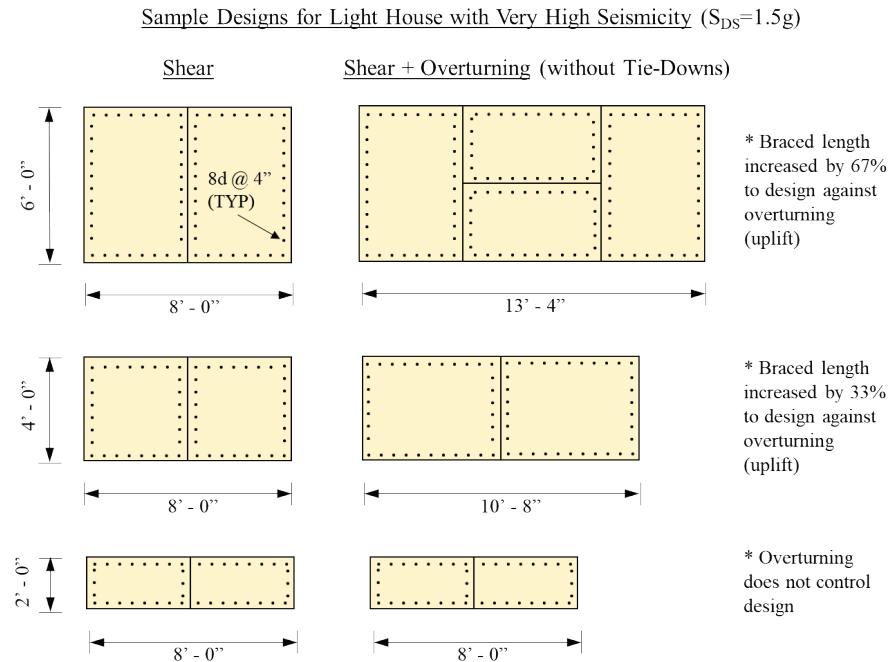 Sample Designs for Light House with Very High Seismicity (SDS=1.5g)
Shear
Shear + Overturning (without Tie-Downs)
6’ - 0”
8d @ 4”
(TYP)
8’ - 0”
13’ - 4”
* Braced length
increased by 67%
to design against
overturning
(uplift)
4’ - 0”
8’ - 0”
10’ - 8”
* Braced length
increased by 33%
to design against
overturning
(uplift)
2’ - 0”
8’ - 0”
8’ - 0”
* Overturning
does not control
design